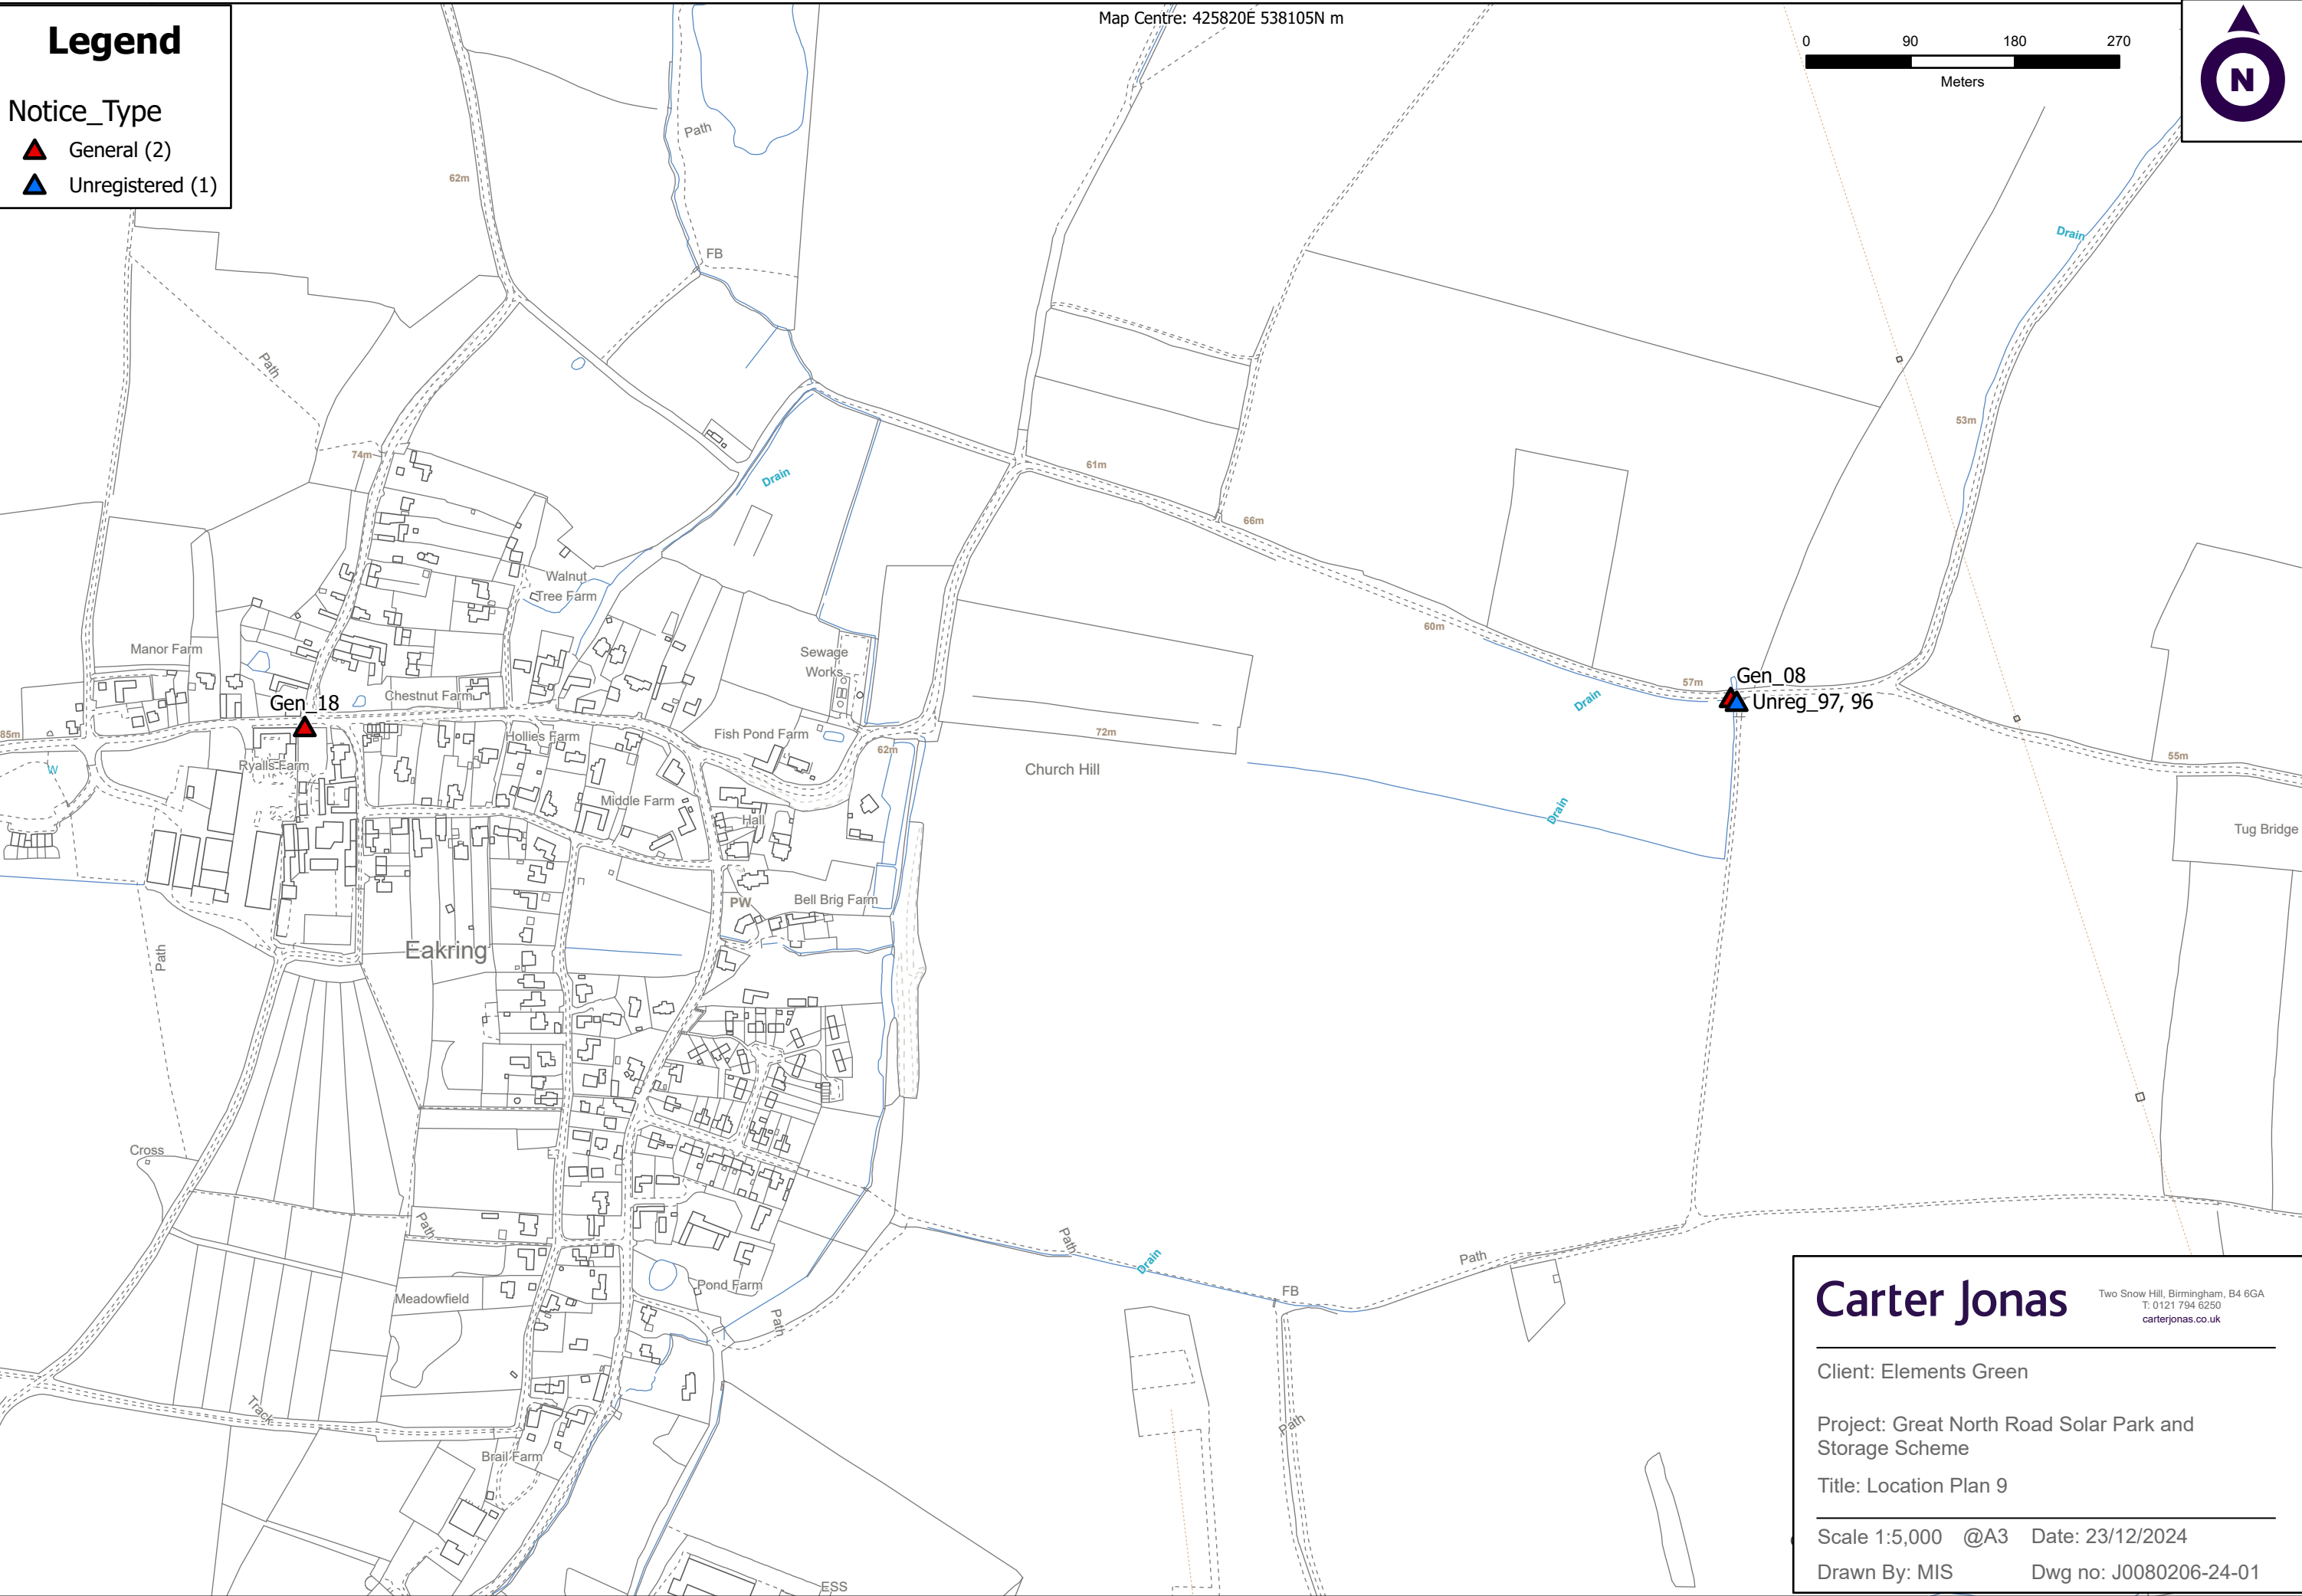 Map Centre: 425820E 538105N m
Legend
Notice_Type
General (2)
Unregistered (1)
0 90 180 270
Meters
N
Path
62m
FB
Drain
Path
53m
74m
Drain
61m
66m
Walnut
Tree Farm
60m
Manor Farm
Sewage
Works
57m
Gen_08
Chestnut Farm
Gen_18
Drain
Unreg_97, 96
85m
Hollies Farm
Fish Pond Farm
62m
72m
55m
W
Ryalls Farm
Church Hill
Middle Farm
Drain
Hall
Tug Bridge
PW
Bell Brig Farm
Path
Eakring
Cross
E
Path
Path
Drain
Path
Pond Farm
FB
Meadowfield
Path
Track
Path
Brail Farm
ESS
Carter Jonas
Two Snow Hill, Birmingham, B4 6GA
T: 0121 794 6250
carterjonas.co.uk
Client: Elements Green
Project: Great North Road Solar Park and
Storage Scheme
Title: Location Plan 9
Scale 1:5,000 @A3 Date: 23/12/2024
Drawn By: MIS Dwg no: J0080206-24-01